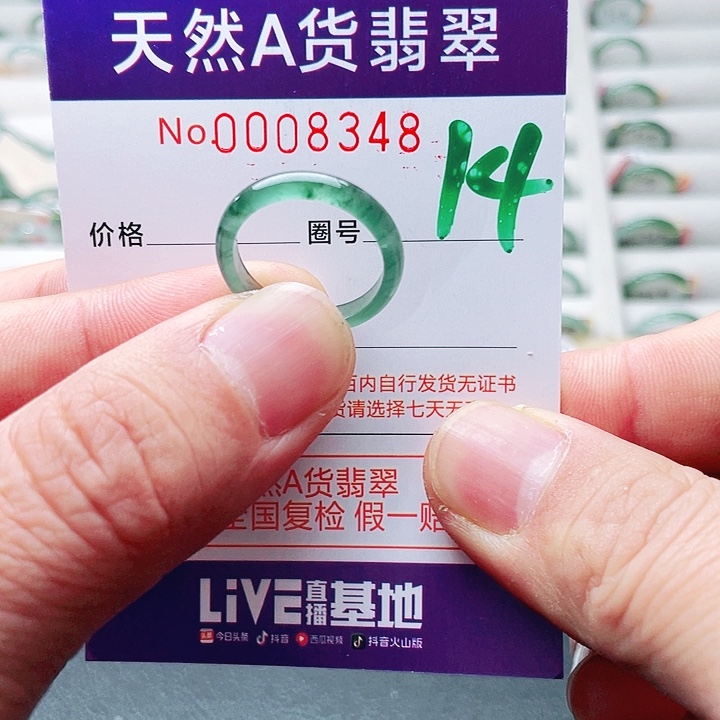 天然A货翡翠
No.0008348
14
价格 圈号
内自行发货无证书
请选择七天无
A货翡翠
全国复检 假一赔
LiVE直播基地
今日头条 抖音 西瓜视频 抖音火山版